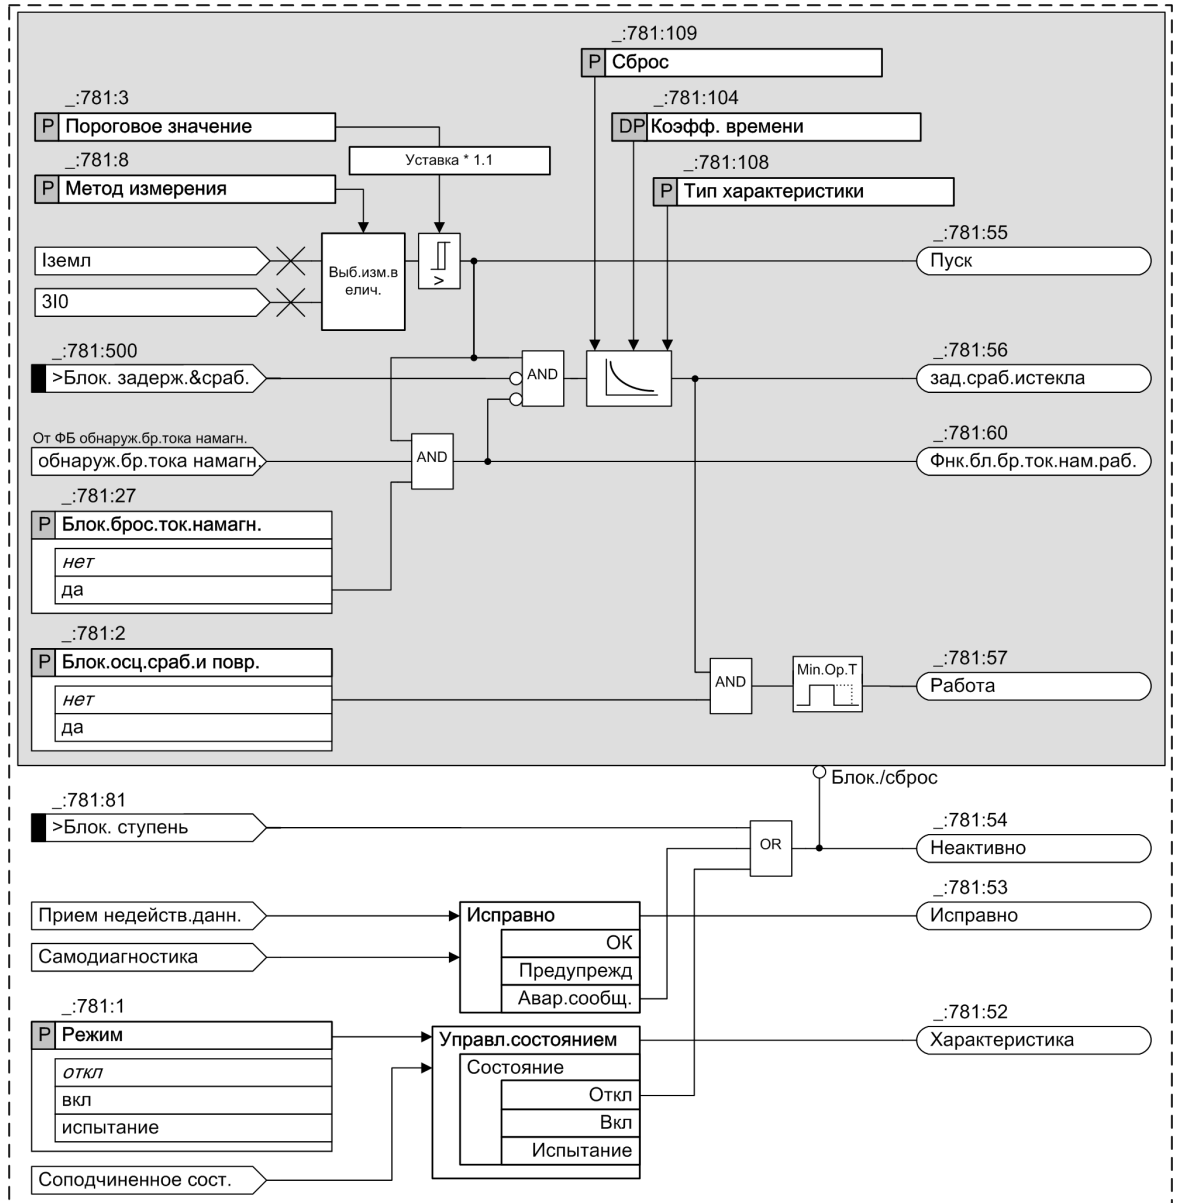 _:781:109
P Сброс
_:781:3
P Пороговое значение
_:781:104
DP Коэфф. времени
Уставка * 1.1
_:781:8
P Метод измерения
_:781:108
P Тип характеристики
Iземл
3I0
Выб.изм.в
елич.
>
_:781:55
Пуск
_:781:500
>Блок. задерж.&сраб.
AND
_:781:56
зад.сраб.истекла
От ФБ обнаруж.бр.тока намагн.
обнаруж.бр.тока намагн.
AND
_:781:60
Фнк.бл.бр.ток.нам.раб.
_:781:27
P Блок.брос.ток.намагн.
нет
да
_:781:2
P Блок.осц.сраб.и повр.
нет
да
AND
Min.Op.T
_:781:57
Работа
Блок./сброс
_:781:81
>Блок. ступень
OR
_:781:54
Неактивно
Прием недейств.данн.
Самодиагностика
Исправно
ОК
Предупрежд
Авар.сообщ.
_:781:53
Исправно
_:781:1
P Режим
откл
вкл
испытание
Соподчиненное сост.
Управл.состоянием
Состояние
Откл
Вкл
Испытание
_:781:52
Характеристика